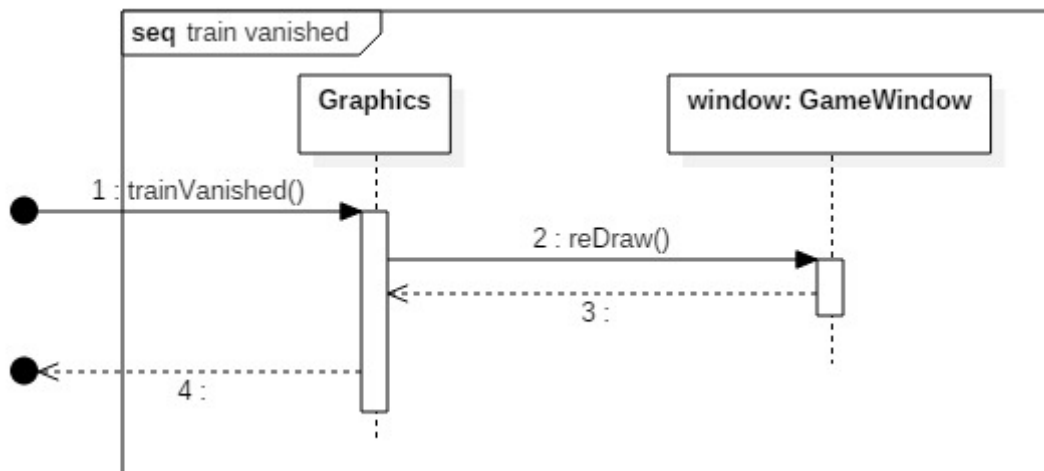 seq train vanished
Graphics
window: GameWindow
1 : trainVanished()
2 : reDraw()
3 :
4 :